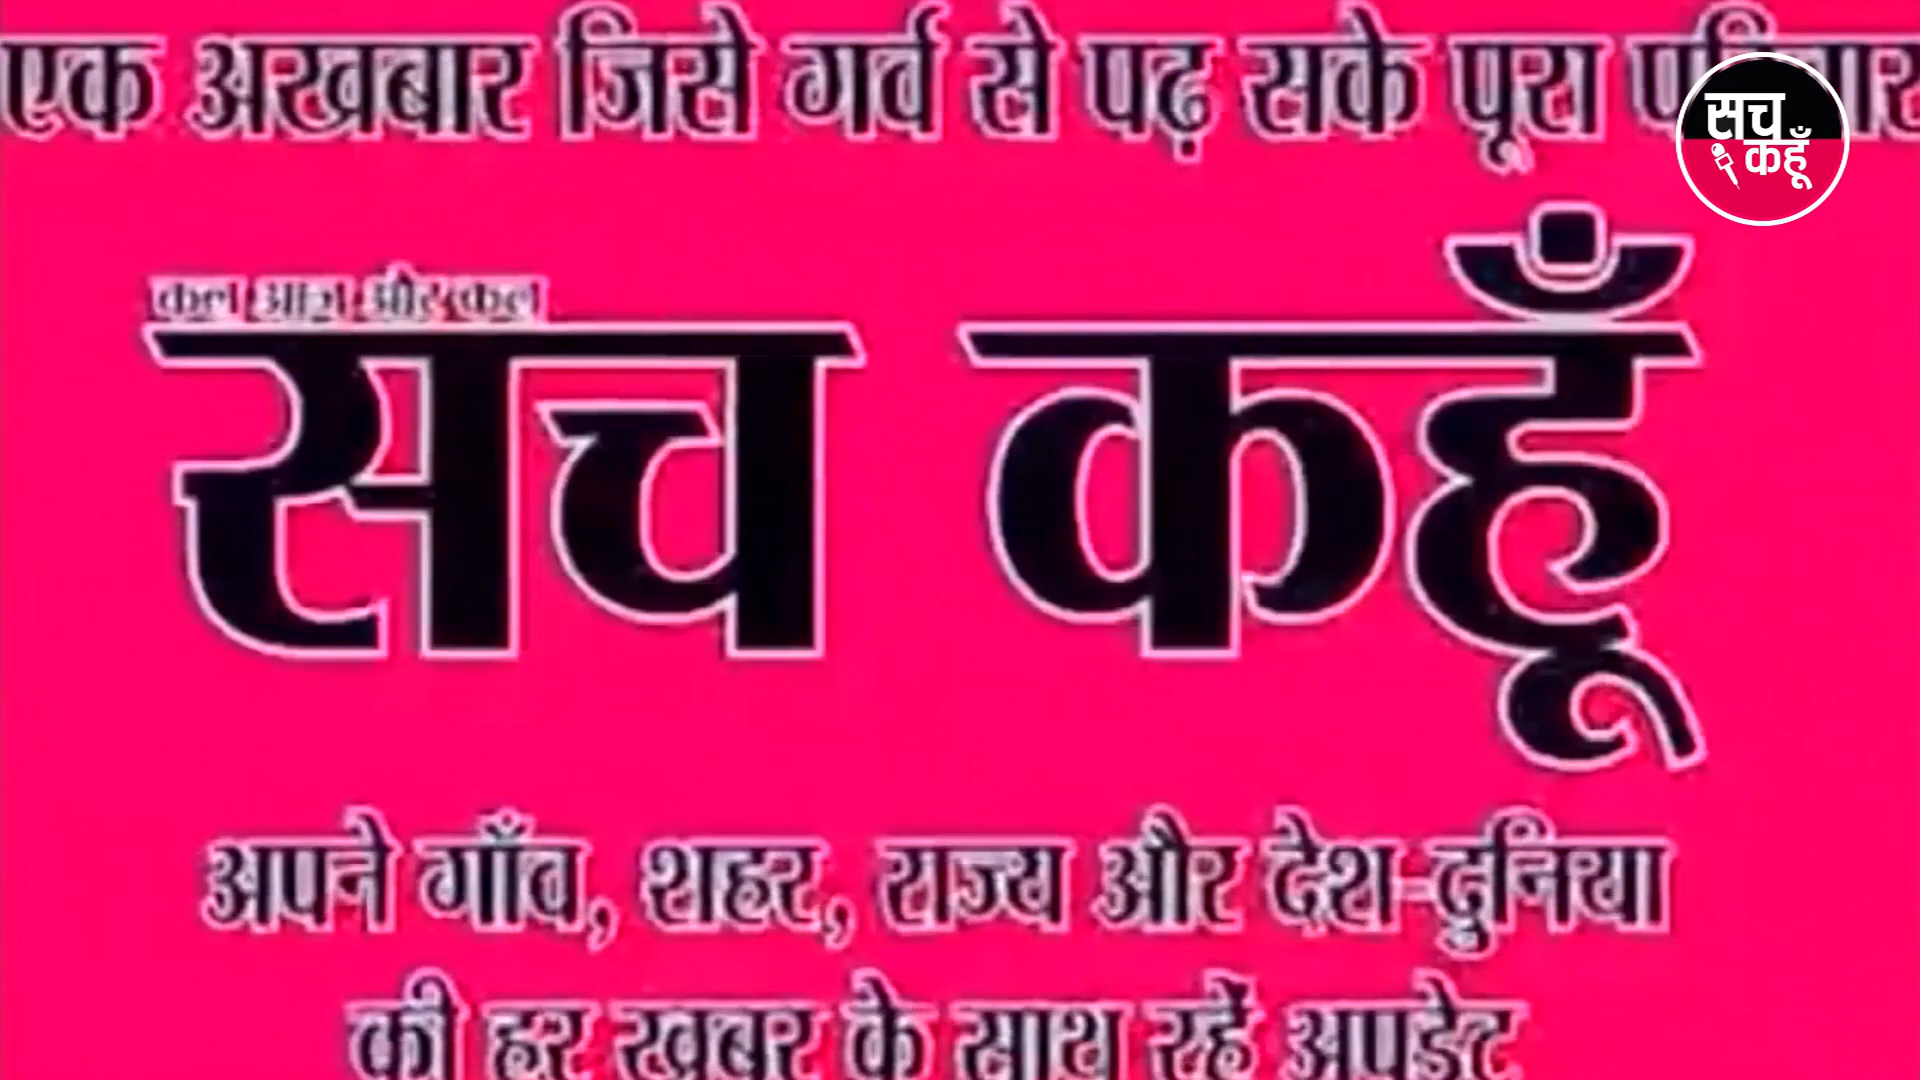 एक अखबार जिसे गर्व से पढ़ सके पूरा परिवार
सच
कहूँ
कल आज और कल
सच कहूँ
अपने गाँव, शहर, राज्य और देश-दुनिया
की हर खबर के साथ रहें अपडेट